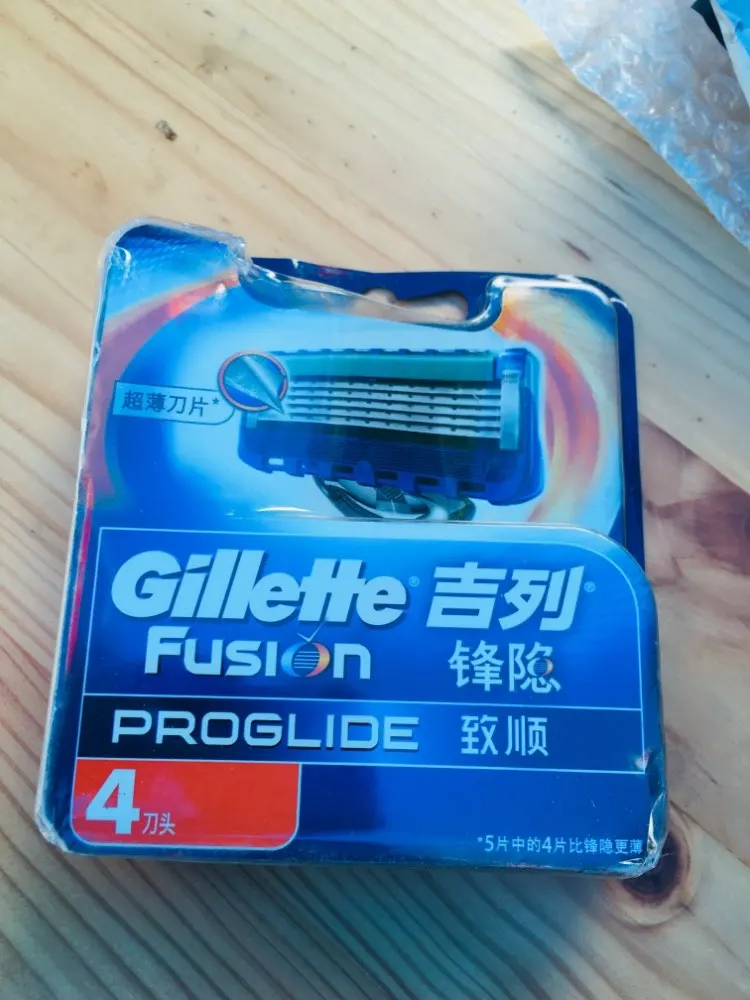 超薄刀片*
Gillette® 吉列®
Fusion 锋隐
PROGLIDE 致顺
4刀头
*5片中的4片比锋隐更薄